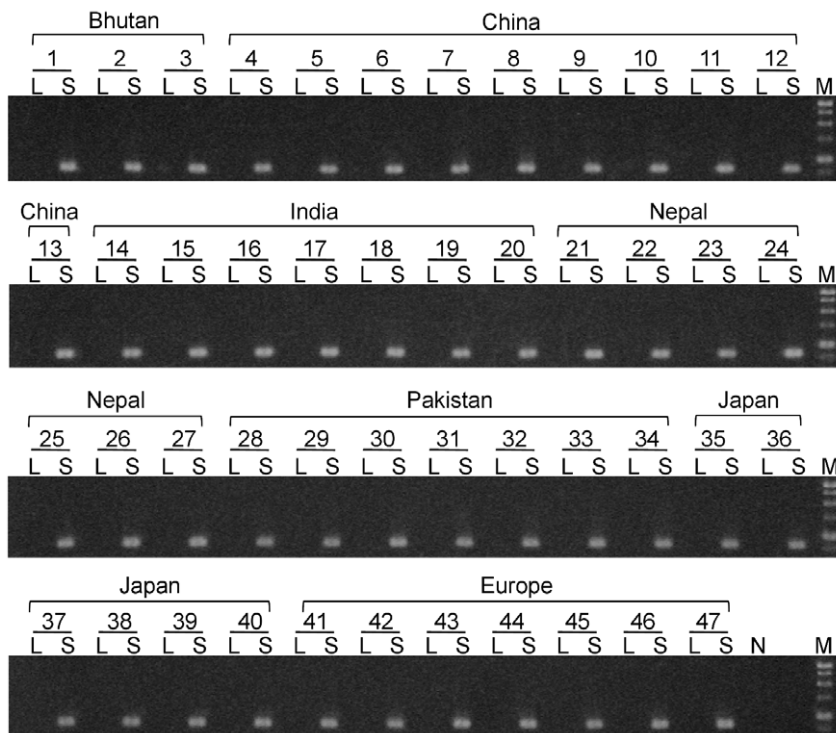 Bhutan China
1 2 3 4 5 6 7 8 9 10 11 12
L S L S L S L S L S L S L S L S L S L S L S L S M
China India Nepal
13 14 15 16 17 18 19 20 21 22 23 24
L S L S L S L S L S L S L S L S L S L S L S L S M
Nepal Pakistan Japan
25 26 27 28 29 30 31 32 33 34 35 36
L S L S L S L S L S L S L S L S L S L S L S L S M
Japan Europe
37 38 39 40 41 42 43 44 45 46 47
L S L S L S L S L S L S L S L S L S L S L S N M